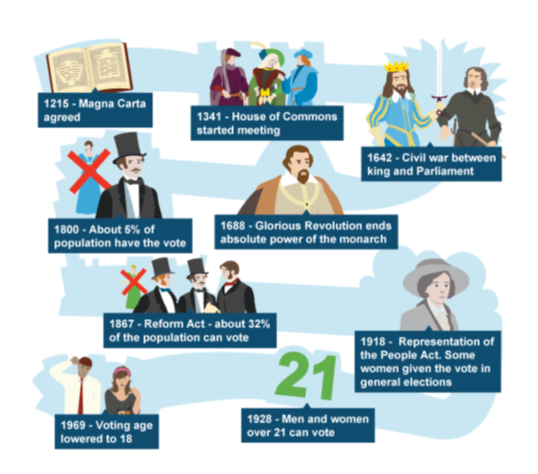 1215 - Magna Carta
agreed
1341 - House of Commons
started meeting
1642 - Civil war between
king and Parliament
1688 - Glorious Revolution ends
absolute power of the monarch
1800 - About 5% of
population have the vote
1867 - Reform Act - about 32%
of the population can vote
1918 - Representation of
the People Act. Some
women given the vote in
general elections
21
1928 - Men and women
over 21 can vote
1969 - Voting age
lowered to 18